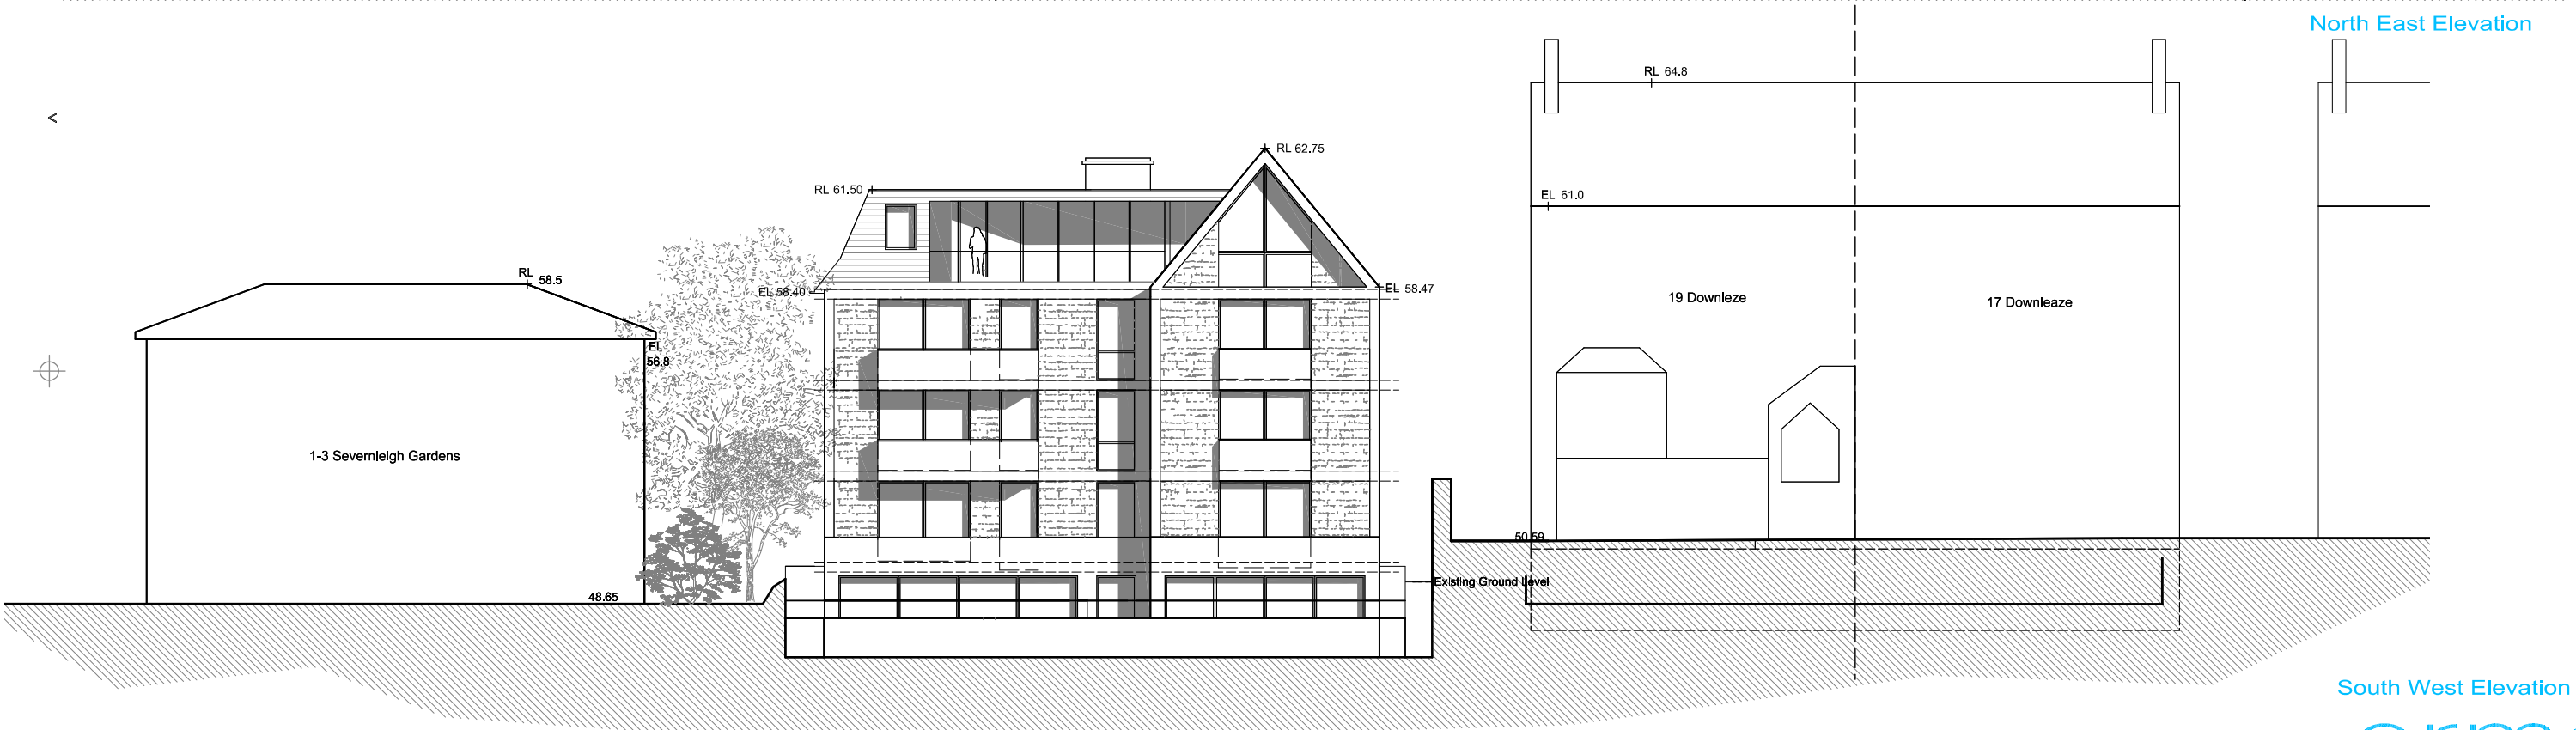 North East Elevation
<
RL 64.8
RL 62.75
RL 61.50
EL 61.0
RL 58.5
EL 58.40
EL 58.47
19 Downleze
17 Downleaze
EL
56.8
1-3 Severnleigh Gardens
50.59
Existing Ground Level
48.65
South West Elevation